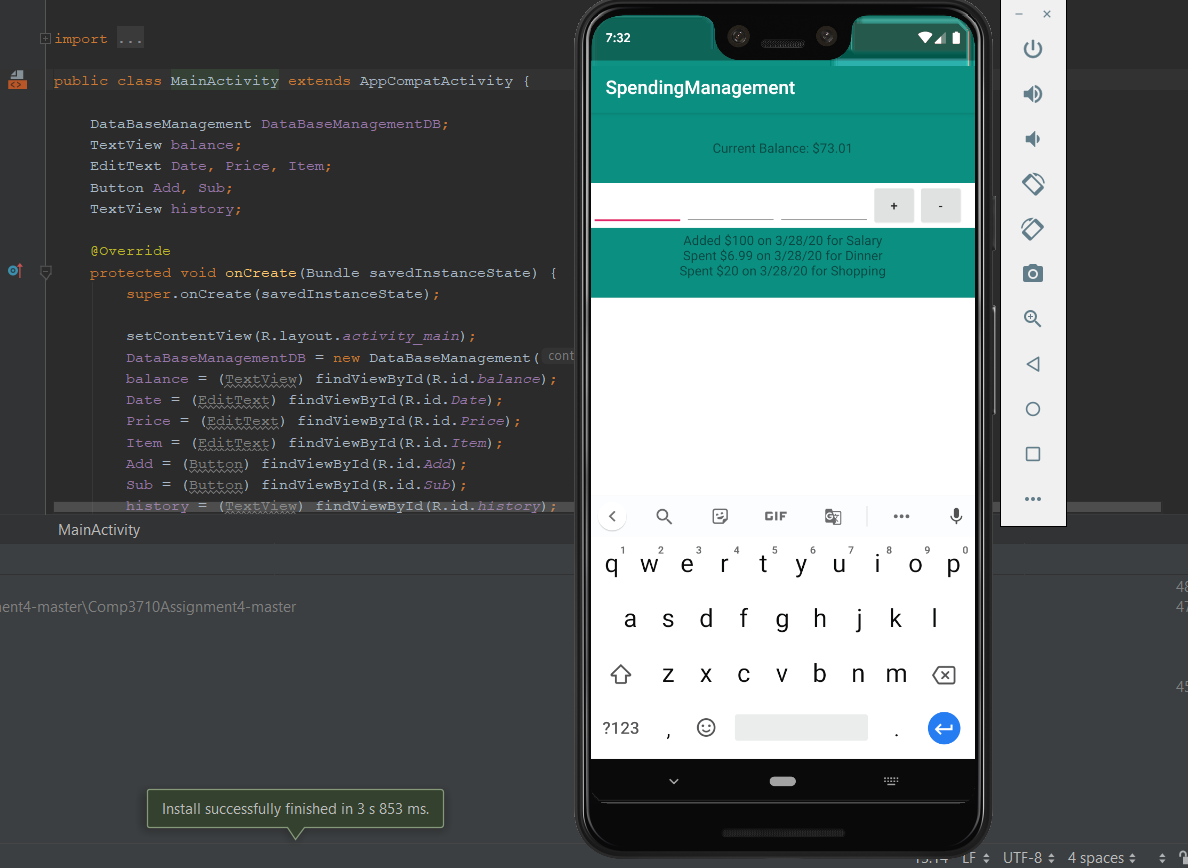 import ...
public class MainActivity extends AppCompatActivity {
DataBaseManagement DataBaseManagementDB;
TextView balance;
EditText Date, Price, Item;
Button Add, Sub;
TextView history;
@Override
protected void onCreate(Bundle savedInstanceState) {
super.onCreate(savedInstanceState);
setContentView(R.layout.activity_main);
DataBaseManagementDB = new DataBaseManagement( cont
balance = (TextView) findViewById(R.id.balance);
Date = (EditText) findViewById(R.id.Date);
Price = (EditText) findViewById(R.id.Price);
Item = (EditText) findViewById(R.id.Item);
Add = (Button) findViewById(R.id.Add);
Sub = (Button) findViewById(R.id.Sub);
history = (TextView) findViewById(R.id.history);
MainActivity
ment4-master\Comp3710Assignment4-master
Install successfully finished in 3 s 853 ms.
7:32
SpendingManagement
Current Balance: $73.01
+ -
Added $100 on 3/28/20 for Salary
Spent $6.99 on 3/28/20 for Dinner
Spent $20 on 3/28/20 for Shopping
GIF
1 2 3 4 5 6 7 8 9 0
q w e r t y u i o p
a s d f g h j k l
z x c v b n m
?123 , .
48
47
45
LF UTF-8 4 spaces